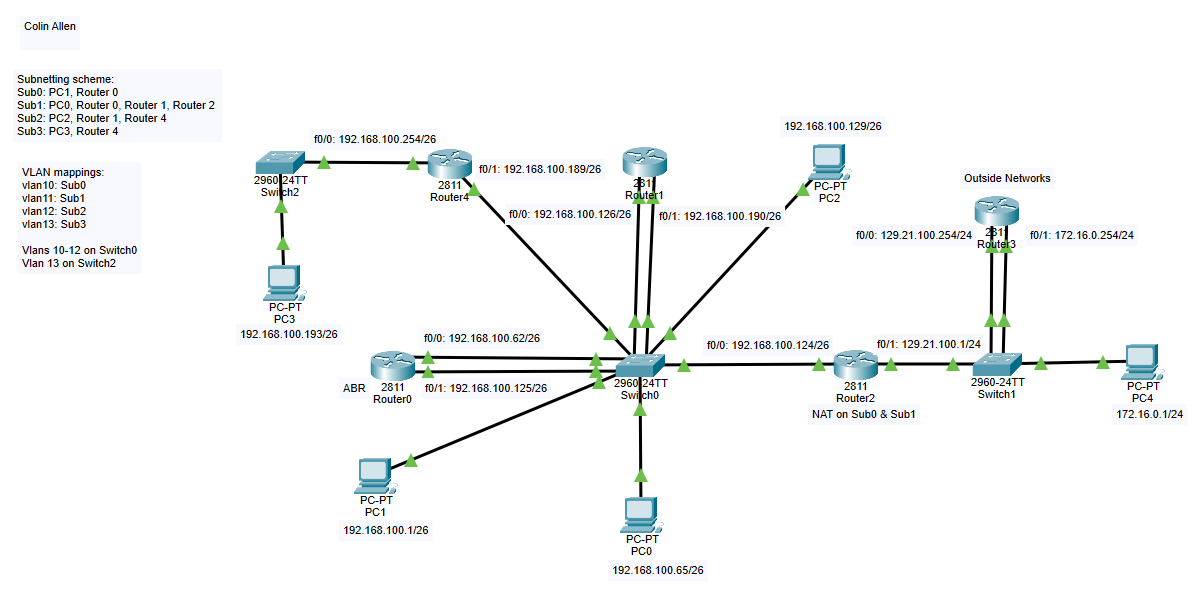 Colin Allen
Subnetting scheme:
Sub0: PC1, Router 0
Sub1: PC0, Router 0, Router 1, Router 2
Sub2: PC2, Router 1, Router 4
Sub3: PC3, Router 4
VLAN mappings:
vlan10: Sub0
vlan11: Sub1
vlan12: Sub2
vlan13: Sub3
Vlans 10-12 on Switch0
Vlan 13 on Switch2
f0/0: 192.168.100.254/26
2960-24TT
Switch2
2811
Router4
f0/1: 192.168.100.189/26
PC-PT
PC3
192.168.100.193/26
2811
Router1
f0/0: 192.168.100.126/26
f0/1: 192.168.100.190/26
192.168.100.129/26
PC-PT
PC2
Outside Networks
2811
Router3
f0/0: 129.21.100.254/24
f0/1: 172.16.0.254/24
f0/0: 192.168.100.62/26
ABR
2811
Router0
f0/1: 192.168.100.125/26
2960-24TT
Switch0
f0/0: 192.168.100.124/26
2811
Router2
NAT on Sub0 & Sub1
f0/1: 129.21.100.1/24
2960-24TT
Switch1
PC-PT
PC4
172.16.0.1/24
PC-PT
PC1
192.168.100.1/26
PC-PT
PC0
192.168.100.65/26